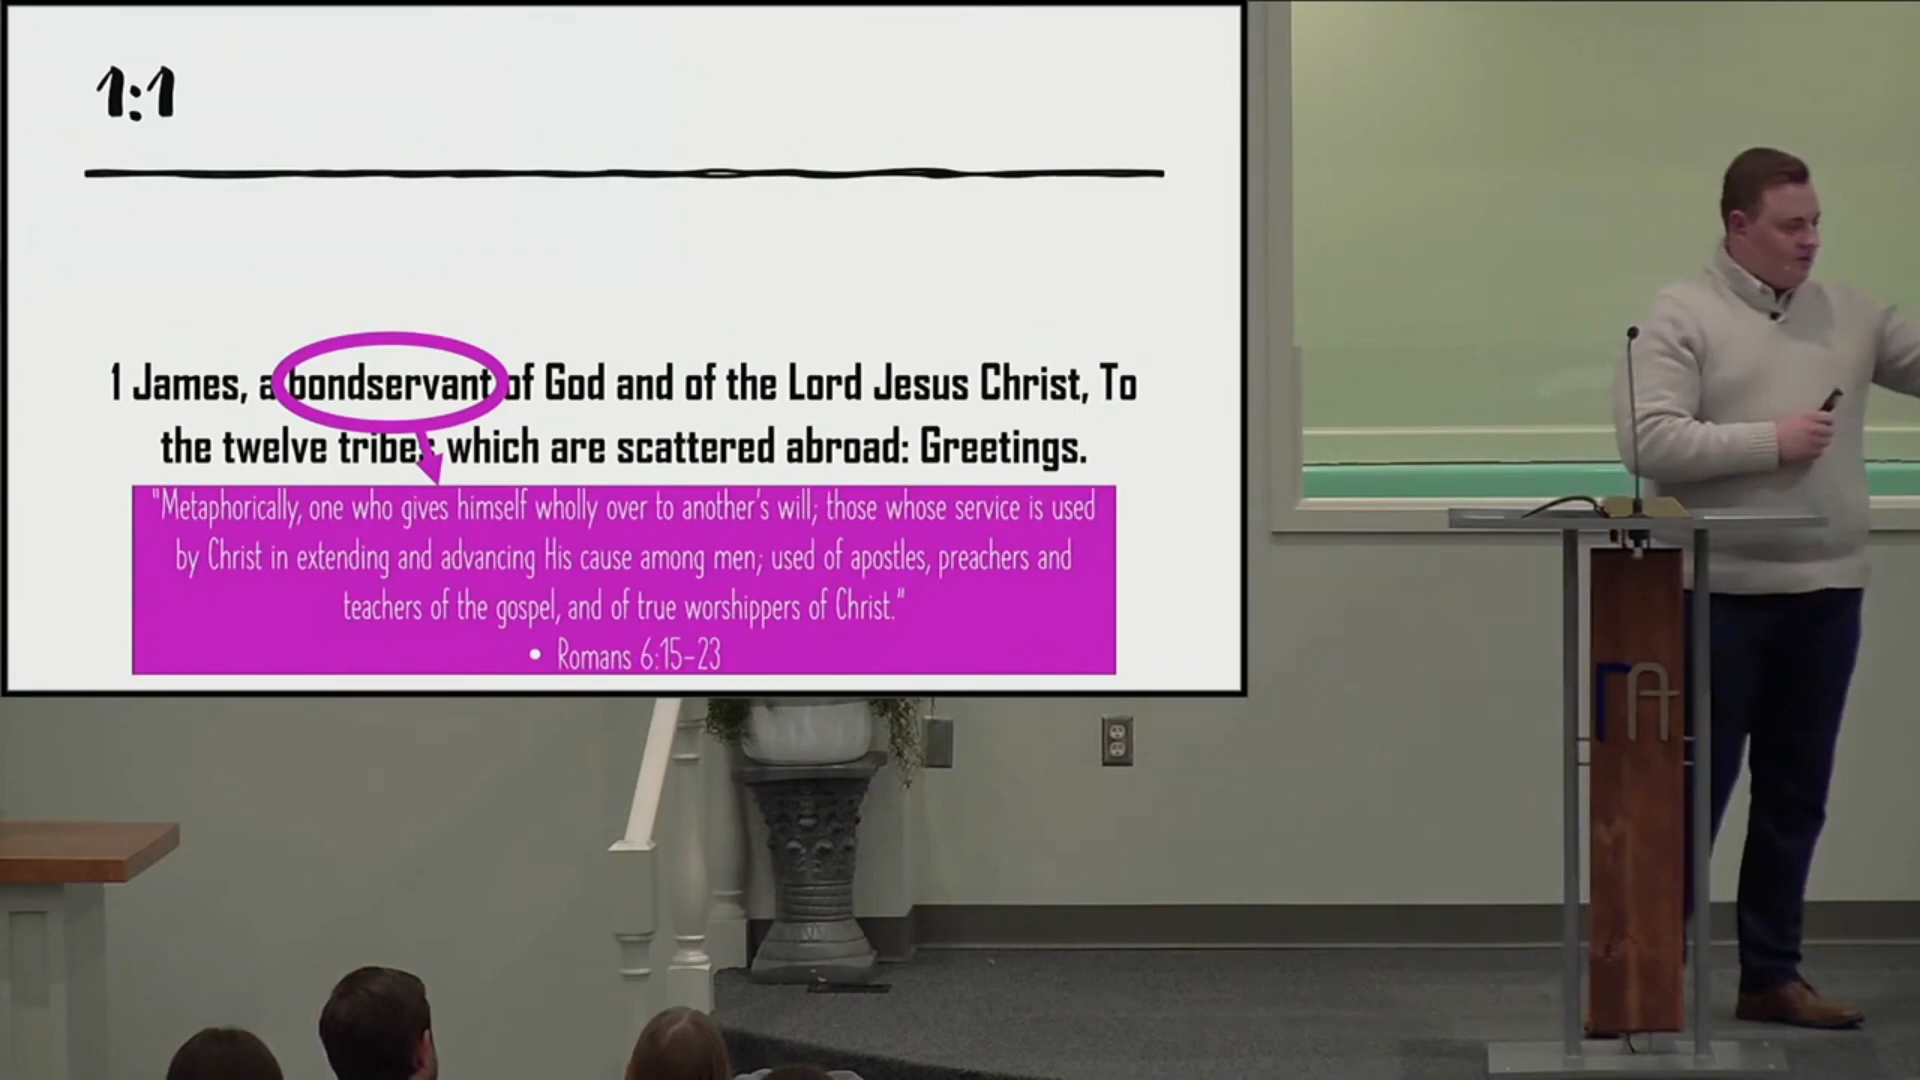 1:1
1 James, a bondservant of God and of the Lord Jesus Christ, To
the twelve tribes which are scattered abroad: Greetings.
"Metaphorically, one who gives himself wholly over to another's will; those whose service is used
by Christ in extending and advancing His cause among men; used of apostles, preachers and
teachers of the gospel, and of true worshippers of Christ."
• Romans 6:15-23
rA